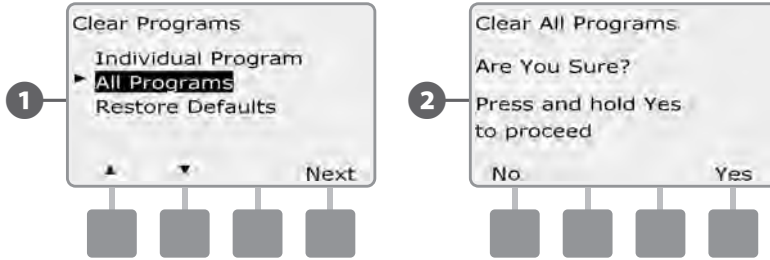 Clear Programs
Individual Program
All Programs
Restore Defaults
Next
1
Clear All Programs
Are You Sure?
Press and hold Yes
to proceed
No Yes
2